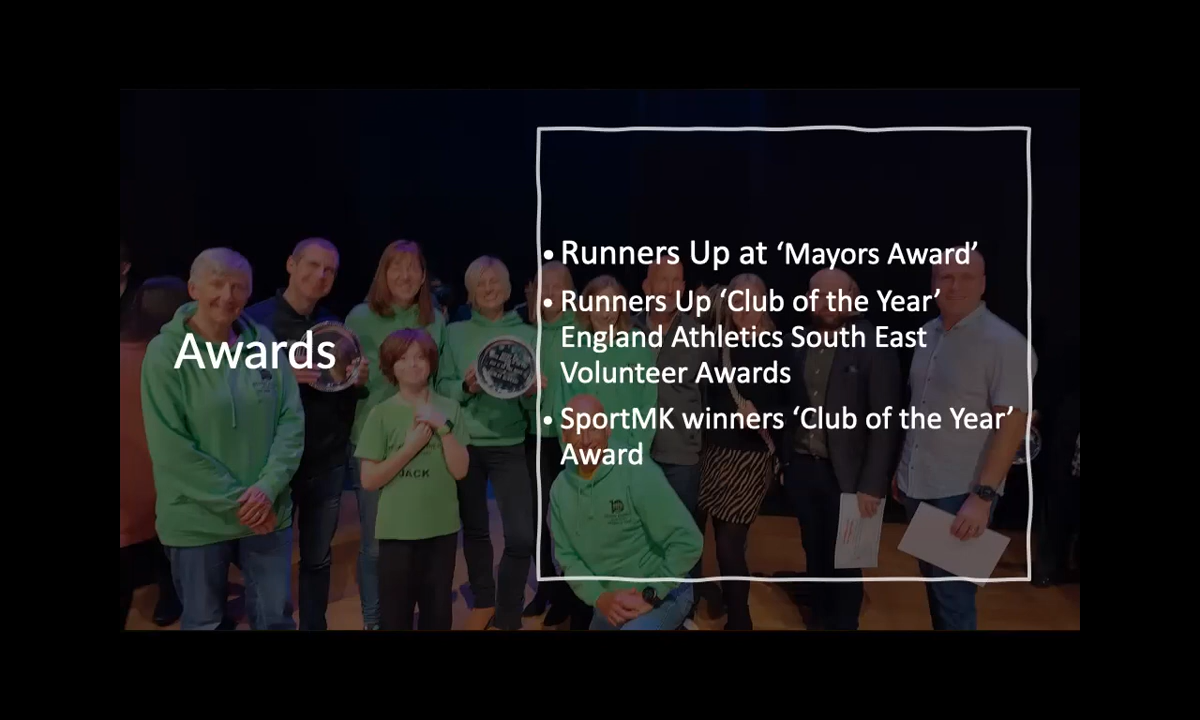 Awards
• Runners Up at ‘Mayors Award’
• Runners Up ‘Club of the Year’
England Athletics South East
Volunteer Awards
• SportMK winners ‘Club of the Year’
Award
JACK